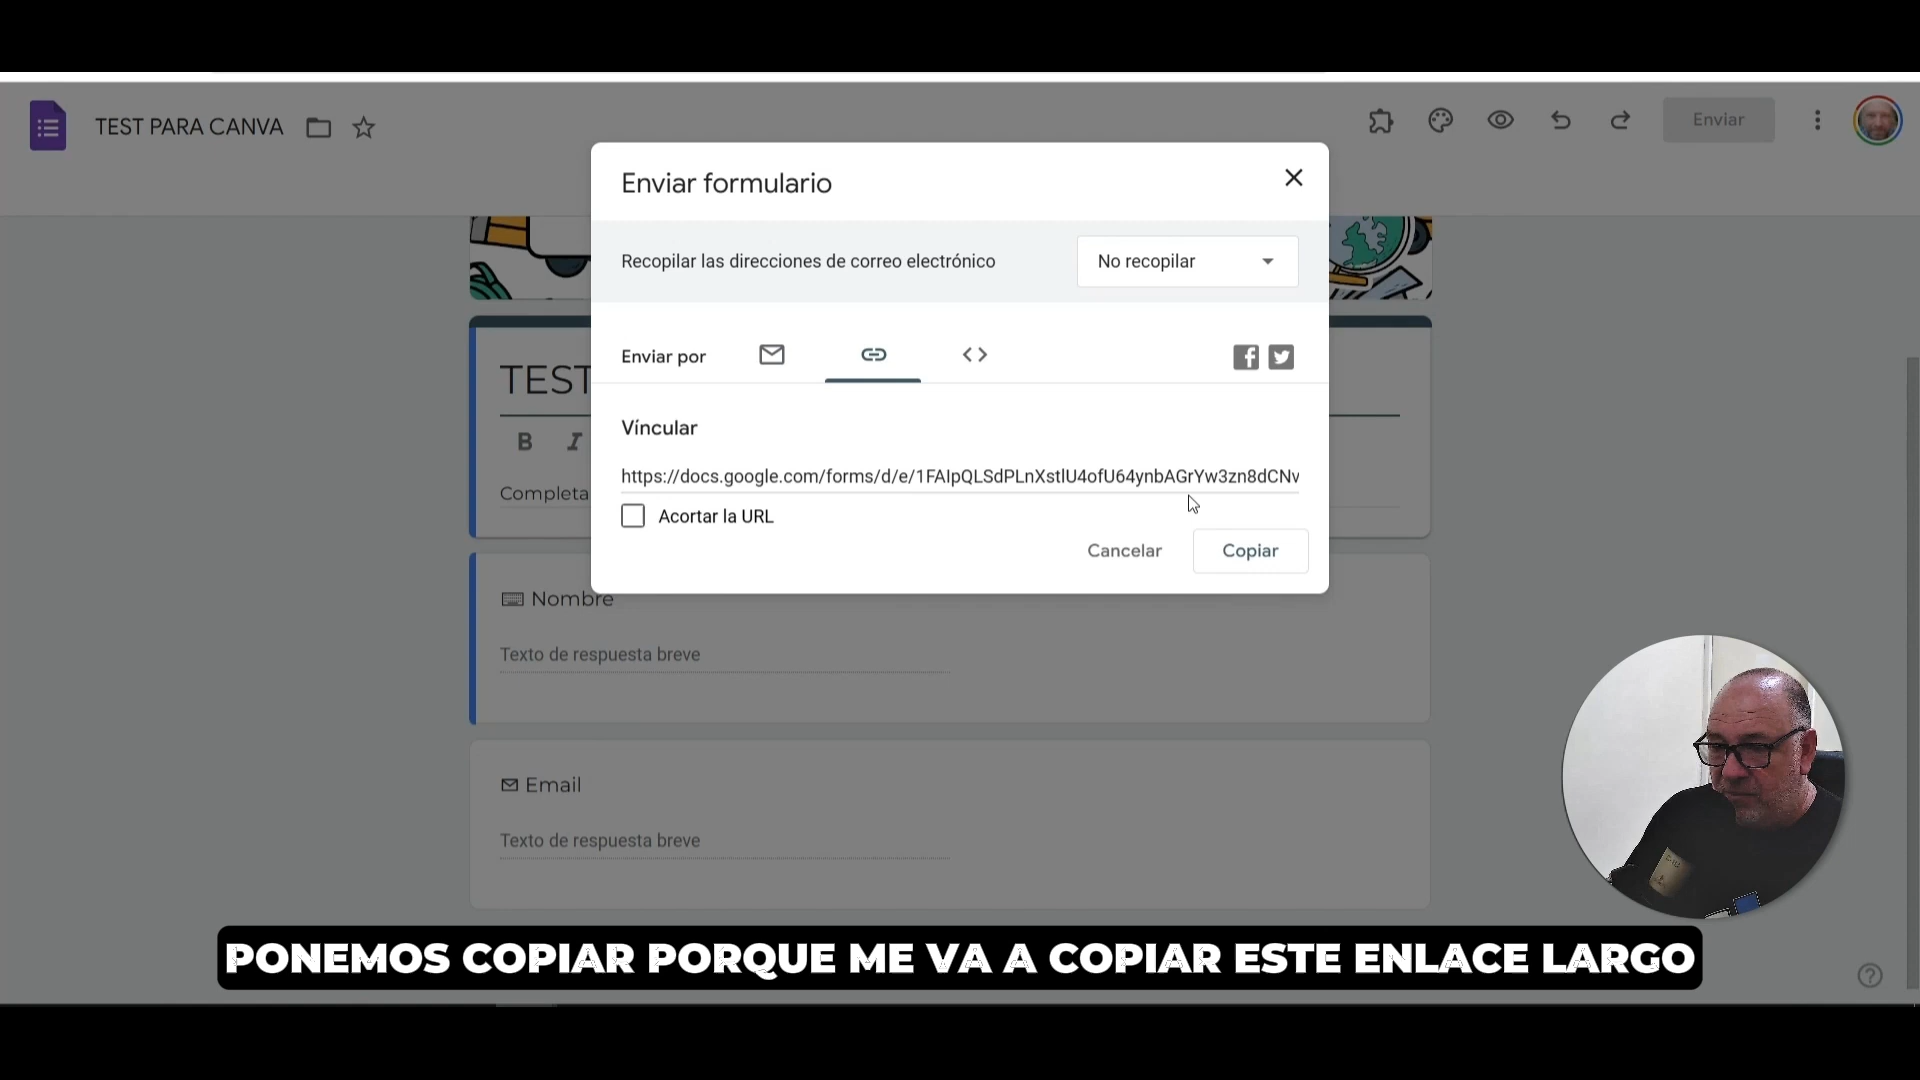 TEST PARA CANVA
Enviar
Enviar formulario
Recopilar las direcciones de correo electrónico
No recopilar
Enviar por
TEST
Víncular
B I
https://docs.google.com/forms/d/e/1FAIpQLSdPLnXstlU4ofU64ynbAGrYw3zn8dCNv
Completa
Acortar la URL
Cancelar
Copiar
Nombre
Texto de respuesta breve
Email
Texto de respuesta breve
PONEMOS COPIAR PORQUE ME VA A COPIAR ESTE ENLACE LARGO